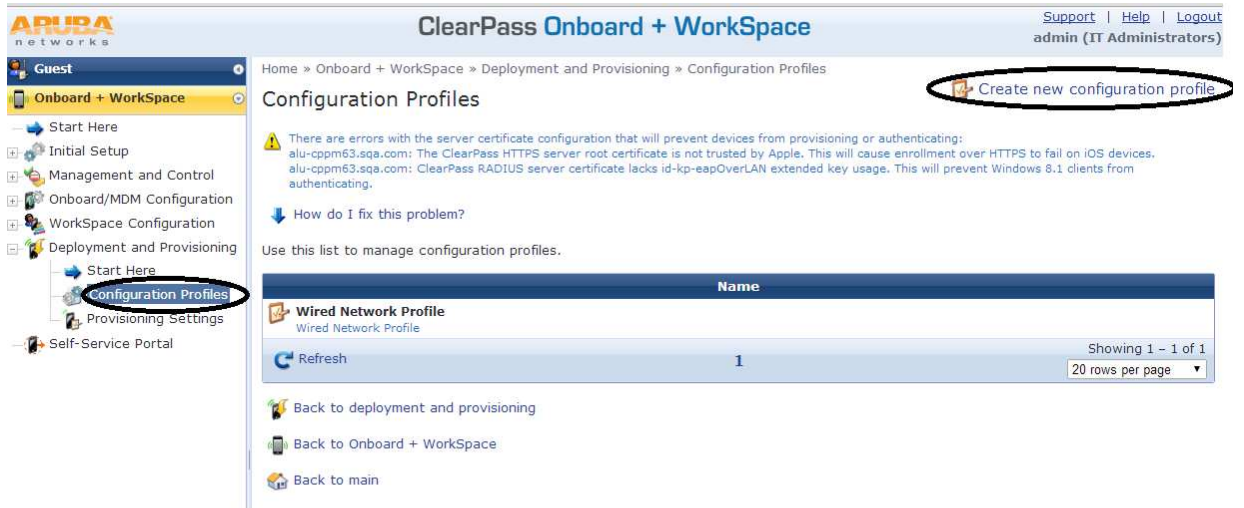 ARUBA
networks
ClearPass Onboard + WorkSpace
Support | Help | Logout
admin (IT Administrators)
Guest
Onboard + WorkSpace
Start Here
Initial Setup
Management and Control
Onboard/MDM Configuration
WorkSpace Configuration
Deployment and Provisioning
Start Here
Configuration Profiles
Provisioning Settings
Self-Service Portal
Home » Onboard + WorkSpace » Deployment and Provisioning » Configuration Profiles
Configuration Profiles
Create new configuration profile
There are errors with the server certificate configuration that will prevent devices from provisioning or authenticating:
alu-cppm63.sqa.com: The ClearPass HTTPS server root certificate is not trusted by Apple. This will cause enrollment over HTTPS to fail on iOS devices.
alu-cppm63.sqa.com: ClearPass RADIUS server certificate lacks id-kp-eapOverLAN extended key usage. This will prevent Windows 8.1 clients from
authenticating.
How do I fix this problem?
Use this list to manage configuration profiles.
Name
Wired Network Profile
Wired Network Profile
Refresh
1
Showing 1 – 1 of 1
20 rows per page
Back to deployment and provisioning
Back to Onboard + WorkSpace
Back to main